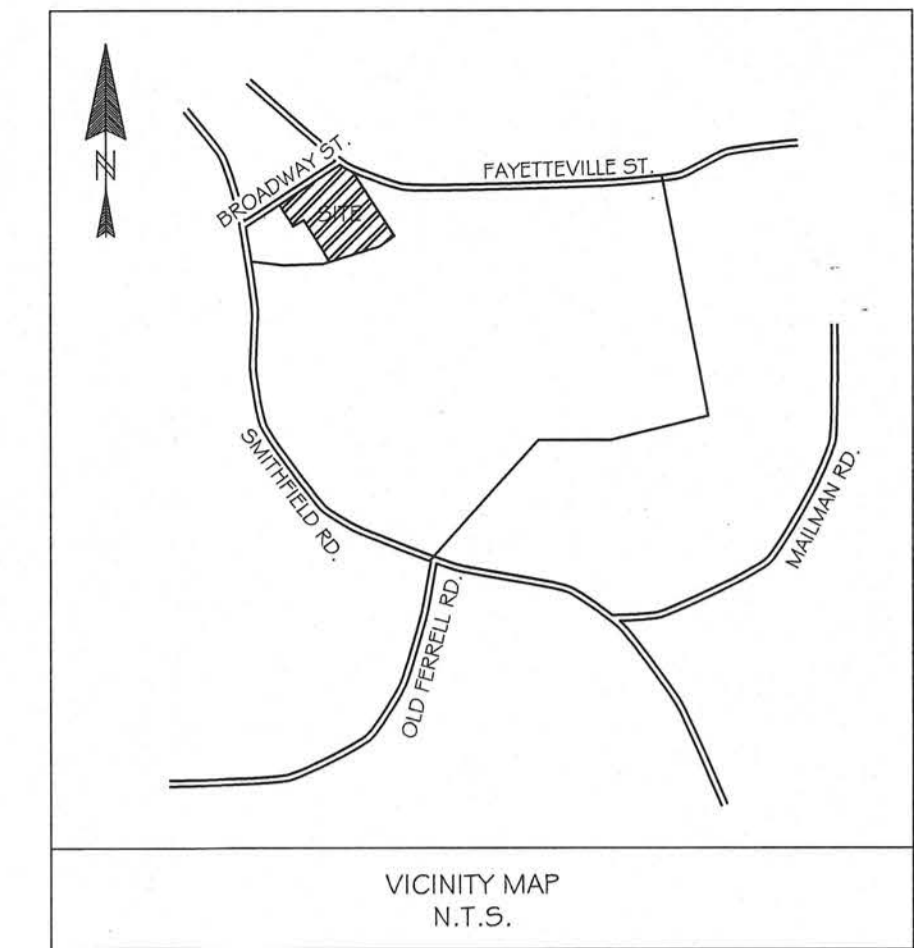 N
BROADWAY ST.
FAYETTEVILLE ST.
SITE
SMITHFIELD RD.
MAILMAN RD.
OLD FERRELL RD.
VICINITY MAP
N.T.S.